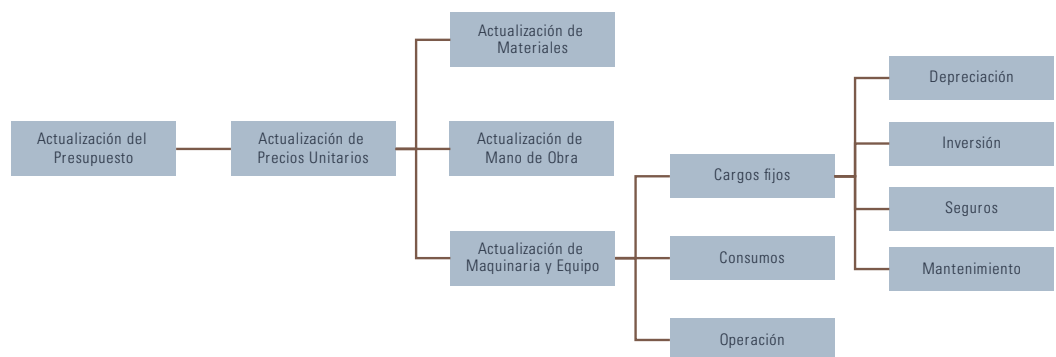 Actualización del
Presupuesto
Actualización de
Precios Unitarios
Actualización de
Materiales
Actualización de
Mano de Obra
Actualización de
Maquinaria y Equipo
Cargos fijos
Consumos
Operación
Depreciación
Inversión
Seguros
Mantenimiento